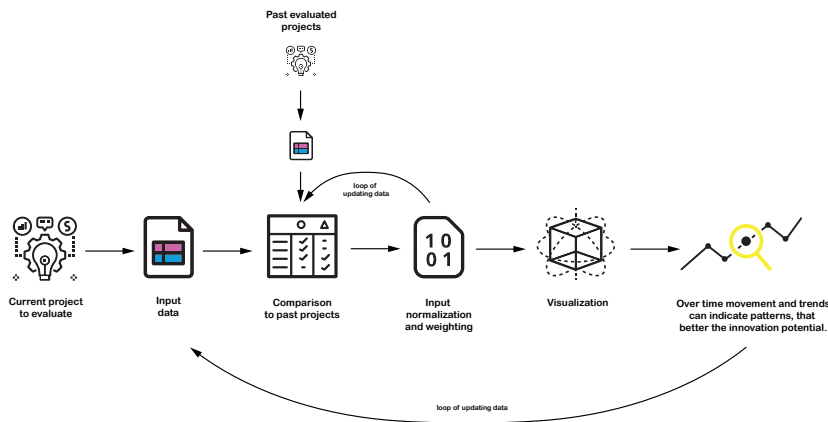 Past evaluated
projects
loop of
updating data
1 0
0 1
Current project
to evaluate
Input
data
Comparison
to past projects
Input
normalization
and weighting
Visualization
Over time movement and trends
can indicate patterns, that
better the innovation potential.
loop of updating data